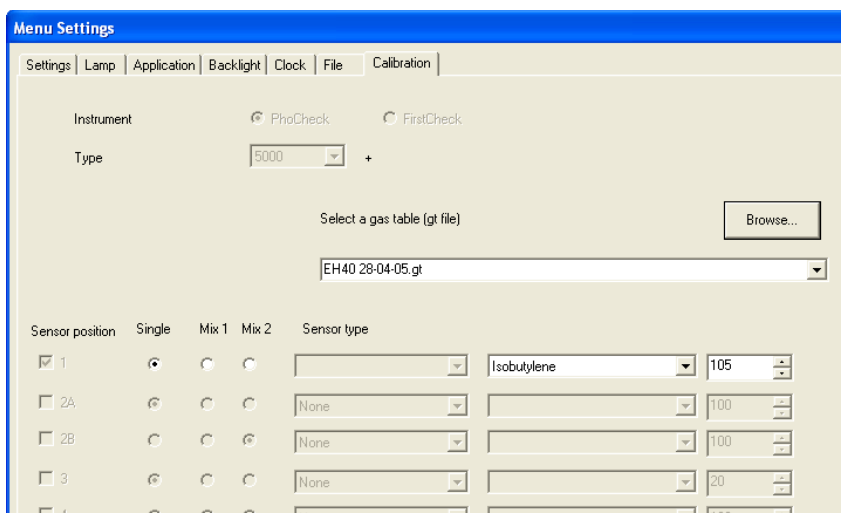 Menu Settings
Settings Lamp Application Backlight Clock File Calibration
Instrument PhoCheck FirstCheck
Type 5000 +
Select a gas table (gt file) Browse...
EH40 28-04-05.gt
Sensor position Single Mix 1 Mix 2 Sensor type
1 Isobutylene 105
2A None 100
2B None 100
3 None 20